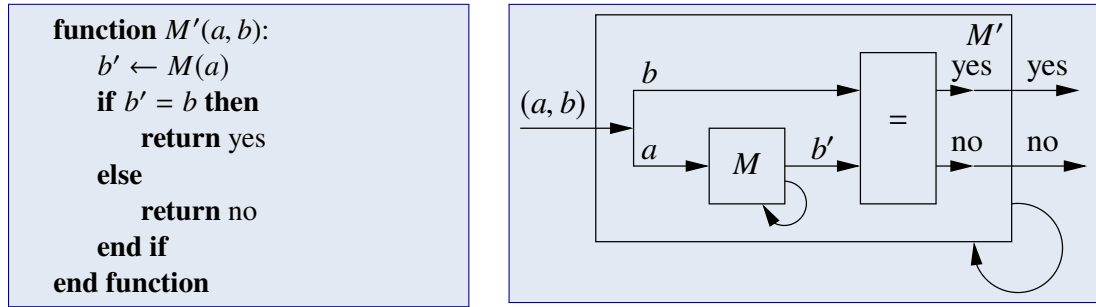 function M′(a, b):
b′ ← M(a)
if b′ = b then
return yes
else
return no
end if
end function
M′
b
yes
yes
(a, b)
=
a
M
b′
no
no